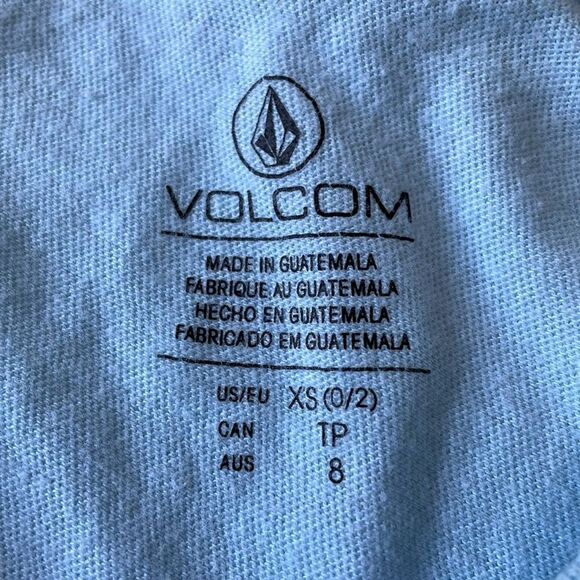 VOLCOM
MADE IN GUATEMALA
FABRIQUE AU GUATEMALA
HECHO EN GUATEMALA
FABRICADO EM GUATEMALA
US/EU XS (0/2)
CAN TP
AUS 8